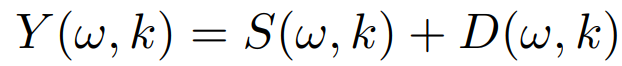 Y(ω, k) = S(ω, k) + D(ω, k)